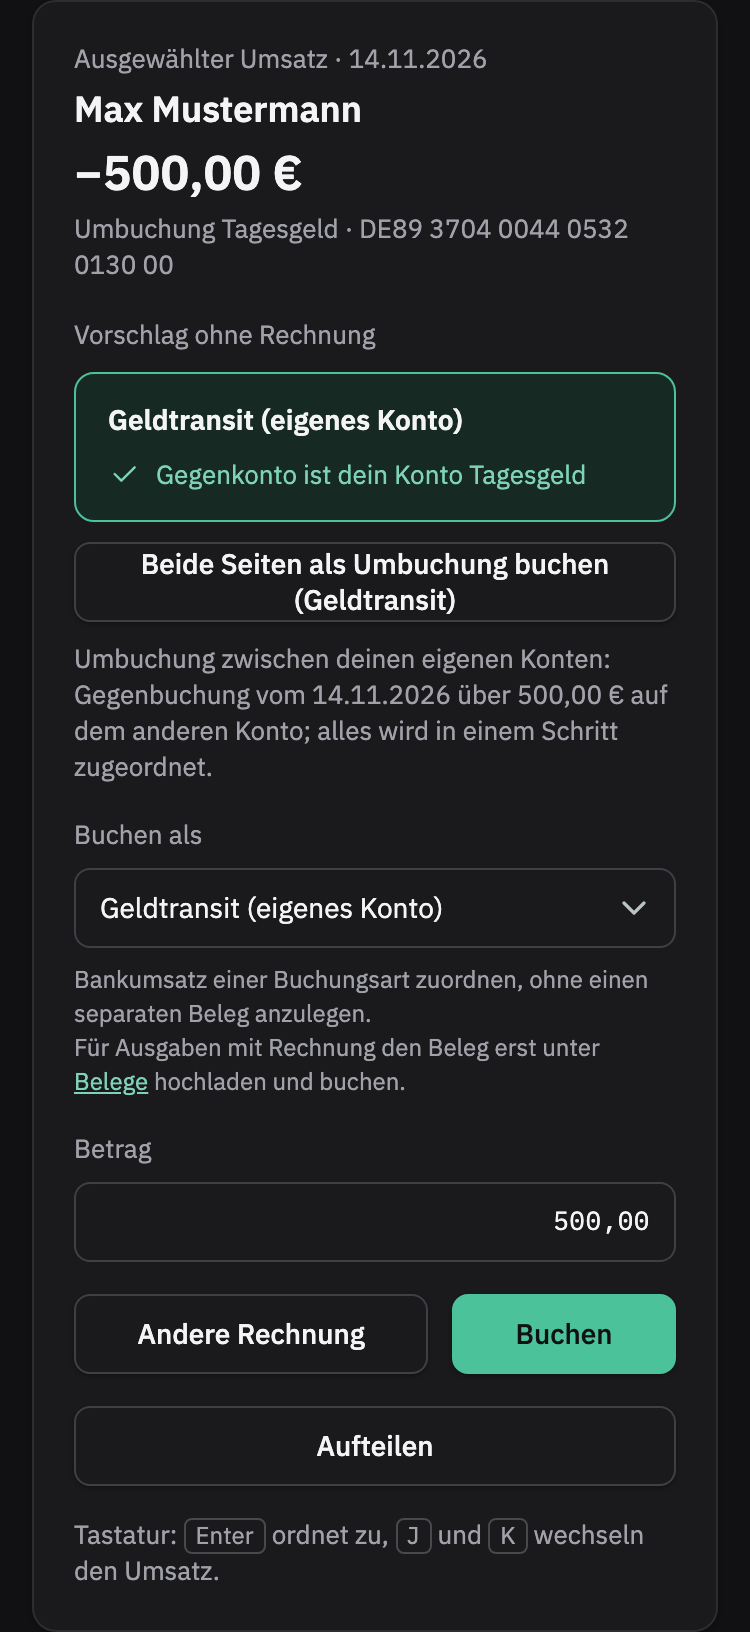 Ausgewählter Umsatz · 14.11.2026
Max Mustermann
−500,00 €
Umbuchung Tagesgeld · DE89 3704 0044 0532
0130 00
Vorschlag ohne Rechnung
Geldtransit (eigenes Konto)
Gegenkonto ist dein Konto Tagesgeld
Beide Seiten als Umbuchung buchen
(Geldtransit)
Umbuchung zwischen deinen eigenen Konten:
Gegenbuchung vom 14.11.2026 über 500,00 € auf
dem anderen Konto; alles wird in einem Schritt
zugeordnet.
Buchen als
Geldtransit (eigenes Konto)
Bankumsatz einer Buchungsart zuordnen, ohne einen
separaten Beleg anzulegen.
Für Ausgaben mit Rechnung den Beleg erst unter
Belege hochladen und buchen.
Betrag
500,00
Andere Rechnung
Buchen
Aufteilen
Tastatur: Enter ordnet zu, J und K wechseln
den Umsatz.